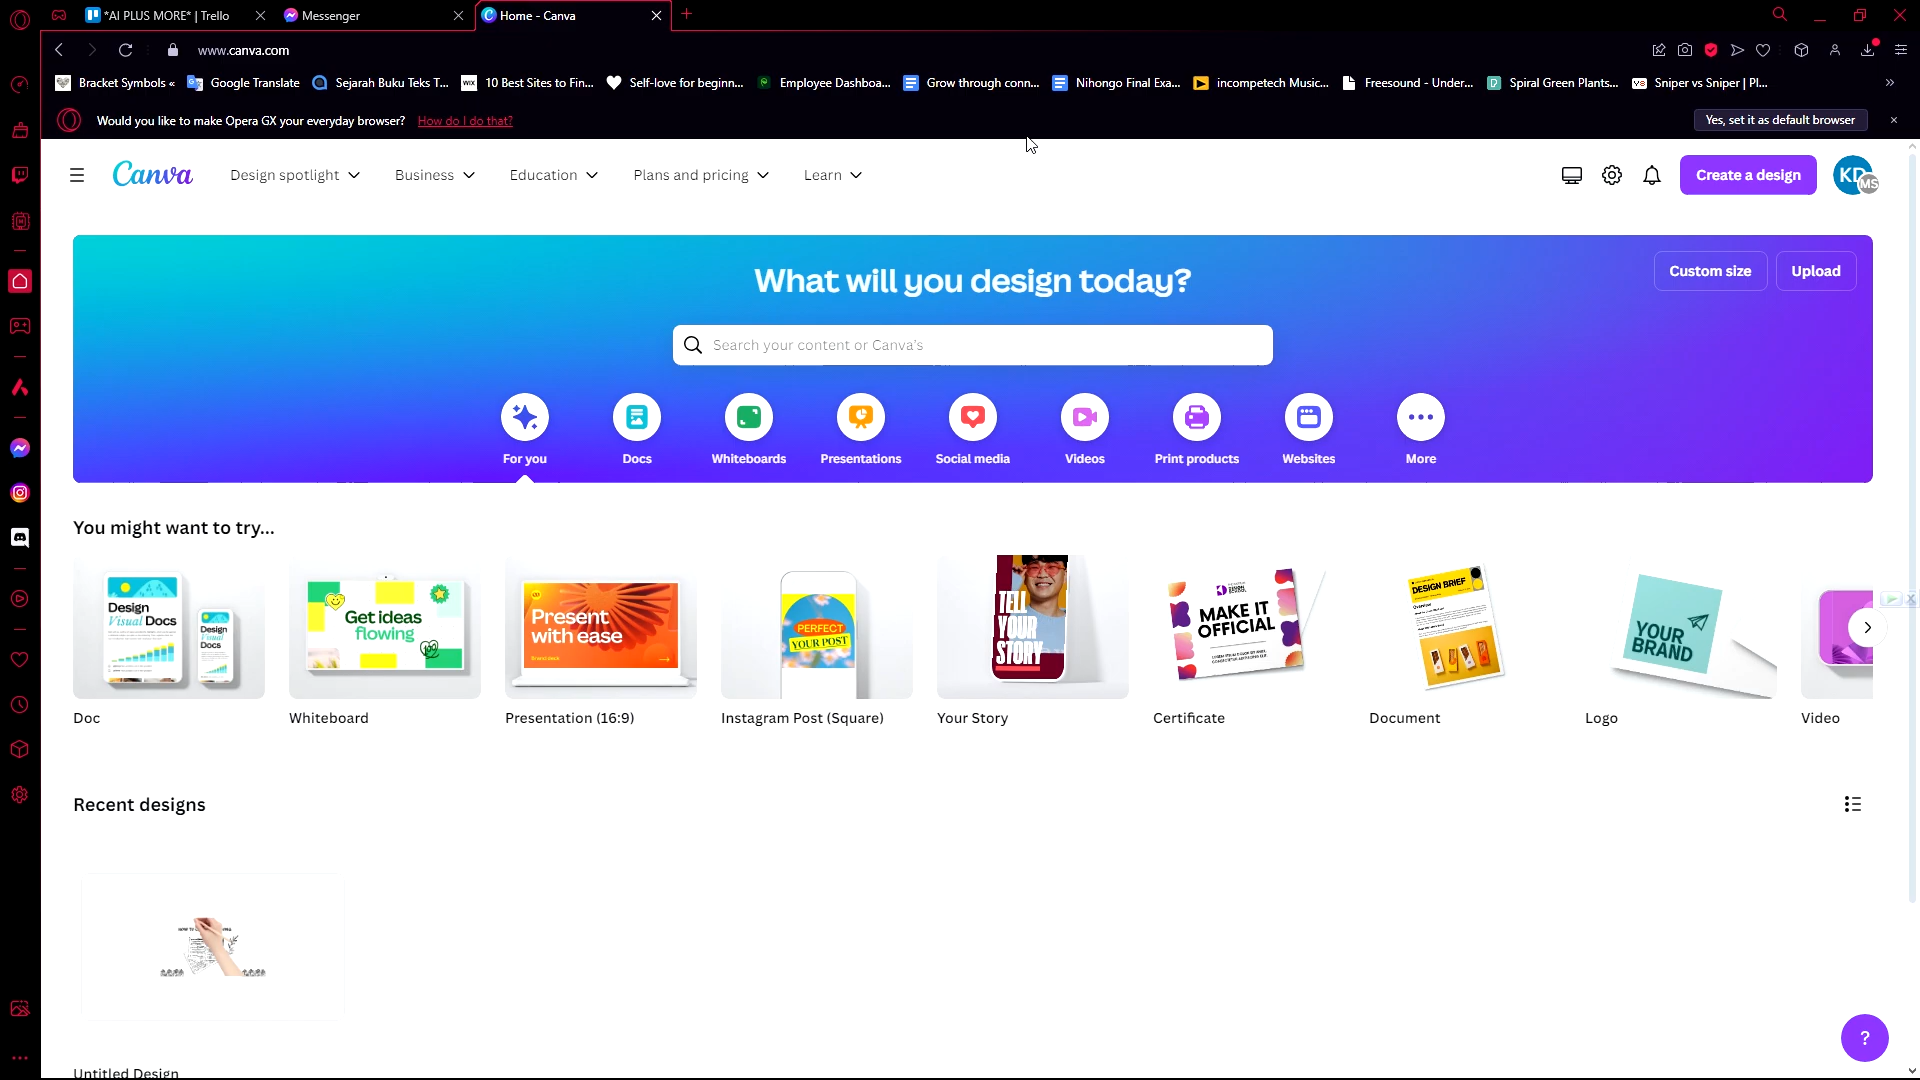 *AI PLUS MORE* | Trello
Messenger
Home - Canva
www.canva.com
Bracket Symbols «
Google Translate
Sejarah Buku Teks T...
WIX
10 Best Sites to Fin...
Self-love for beginn...
Employee Dashboa...
Grow through conn...
Nihongo Final Exa...
incompetech Music...
Freesound - Under...
Spiral Green Plants...
Sniper vs Sniper | Pl...
Would you like to make Opera GX your everyday browser?
How do I do that?
Yes, set it as default browser
Canva
Design spotlight
Business
Education
Plans and pricing
Learn
Create a design
KD
MS
What will you design today?
Custom size
Upload
Search your content or Canva's
For you
Docs
Whiteboards
Presentations
Social media
Videos
Print products
Websites
More
You might want to try...
Design
Visual Docs
Design
Visual
Docs
Get ideas
flowing
Present
with ease
PERFECT
YOUR POST
TELL
YOUR
STORY
MAKE IT
OFFICIAL
DESIGN BRIEF
YOUR
BRAND
Doc
Whiteboard
Presentation (16:9)
Instagram Post (Square)
Your Story
Certificate
Document
Logo
Video
Recent designs
Untitled Design
?